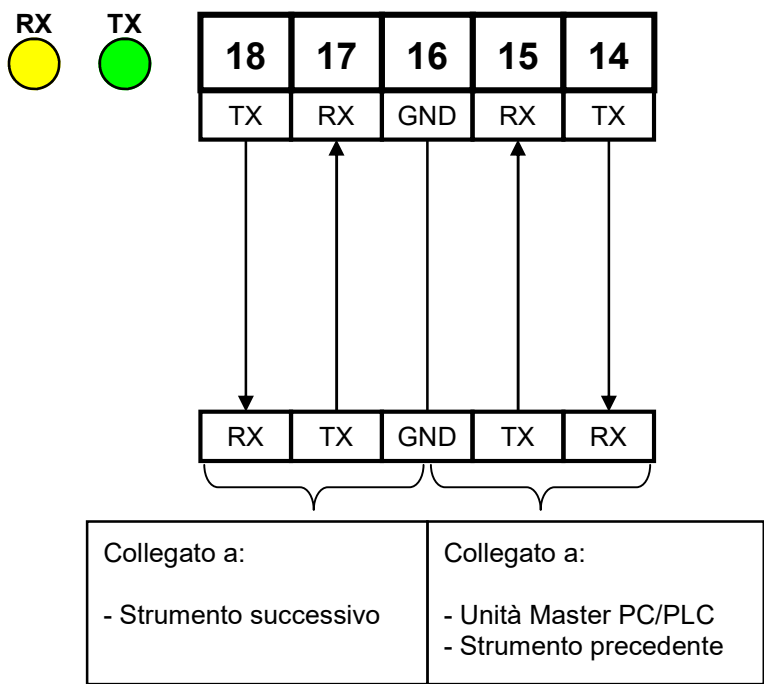 RX TX
18 17 16 15 14
TX RX GND RX TX
RX TX GND TX RX
Collegato a:
- Strumento successivo
Collegato a:
- Unità Master PC/PLC
- Strumento precedente